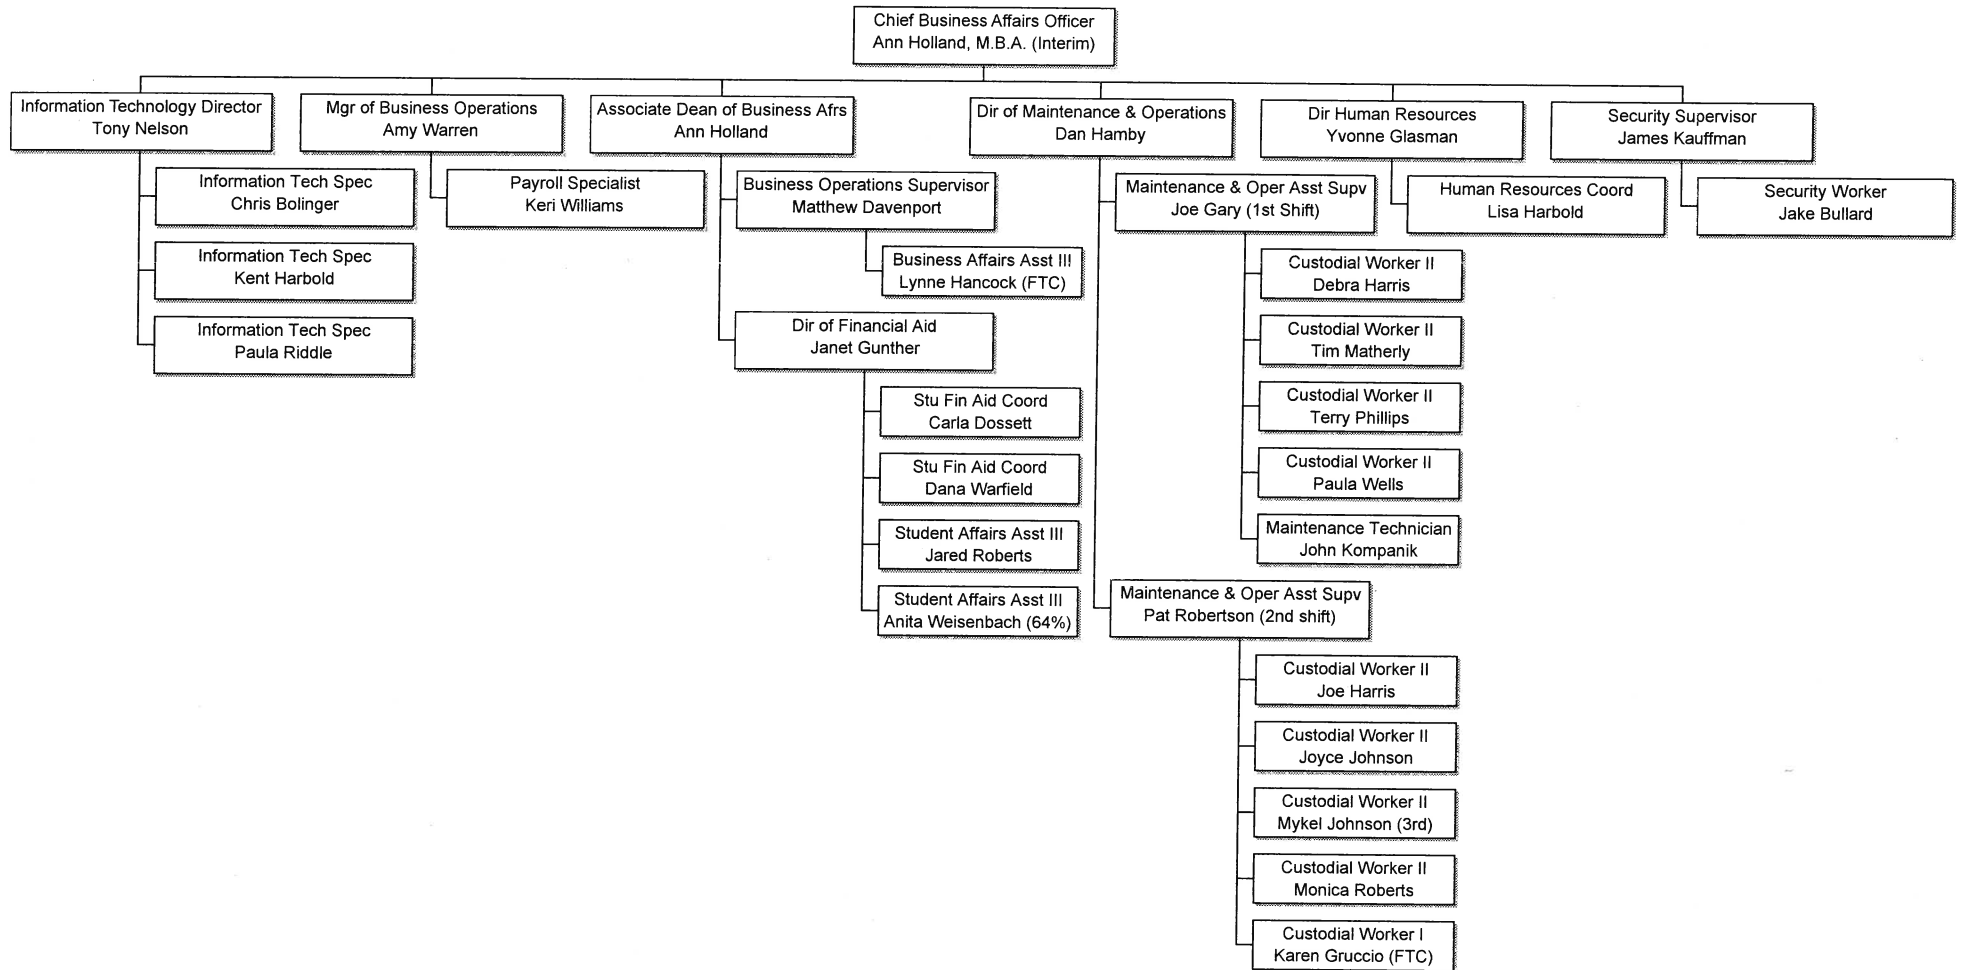 Chief Business Affairs Officer
Ann Holland, M.B.A. (Interim)
Information Technology Director
Tony Nelson
Mgr of Business Operations
Amy Warren
Associate Dean of Business Afrs
Ann Holland
Dir of Maintenance & Operations
Dan Hamby
Dir Human Resources
Yvonne Glasman
Security Supervisor
James Kauffman
Information Tech Spec
Chris Bolinger
Information Tech Spec
Kent Harbold
Information Tech Spec
Paula Riddle
Payroll Specialist
Keri Williams
Business Operations Supervisor
Matthew Davenport
Business Affairs Asst III
Lynne Hancock (FTC)
Dir of Financial Aid
Janet Gunther
Stu Fin Aid Coord
Carla Dossett
Stu Fin Aid Coord
Dana Warfield
Student Affairs Asst III
Jared Roberts
Student Affairs Asst III
Anita Weisenbach (64%)
Maintenance & Oper Asst Supv
Joe Gary (1st Shift)
Custodial Worker II
Debra Harris
Custodial Worker II
Tim Matherly
Custodial Worker II
Terry Phillips
Custodial Worker II
Paula Wells
Maintenance Technician
John Kompanik
Maintenance & Oper Asst Supv
Pat Robertson (2nd shift)
Custodial Worker II
Joe Harris
Custodial Worker II
Joyce Johnson
Custodial Worker II
Mykel Johnson (3rd)
Custodial Worker II
Monica Roberts
Custodial Worker I
Karen Gruccio (FTC)
Human Resources Coord
Lisa Harbold
Security Worker
Jake Bullard